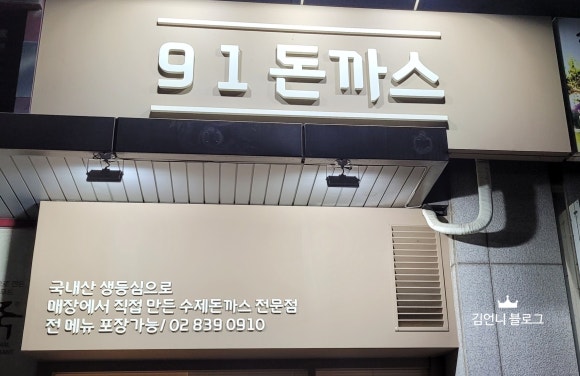 91 돈까스
국내산 생등심으로
매장에서 직접 만든 수제돈까스 전문점
전 메뉴 포장가능/ 02 839 0910
김언니 블로그